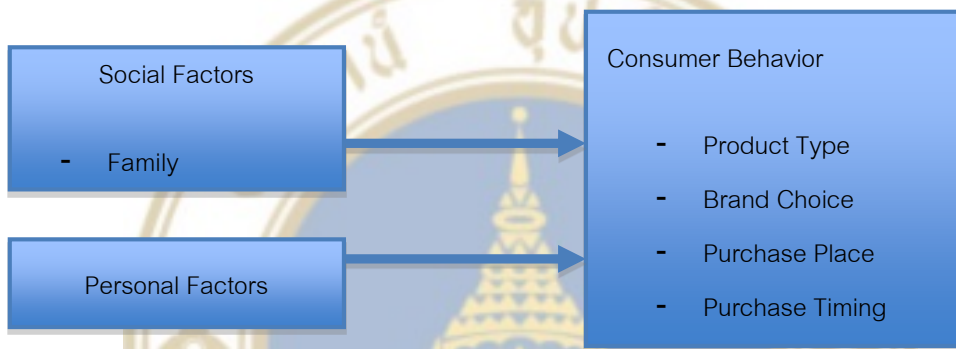 Social Factors
- Family
Personal Factors
Consumer Behavior
- Product Type
- Brand Choice
- Purchase Place
- Purchase Timing